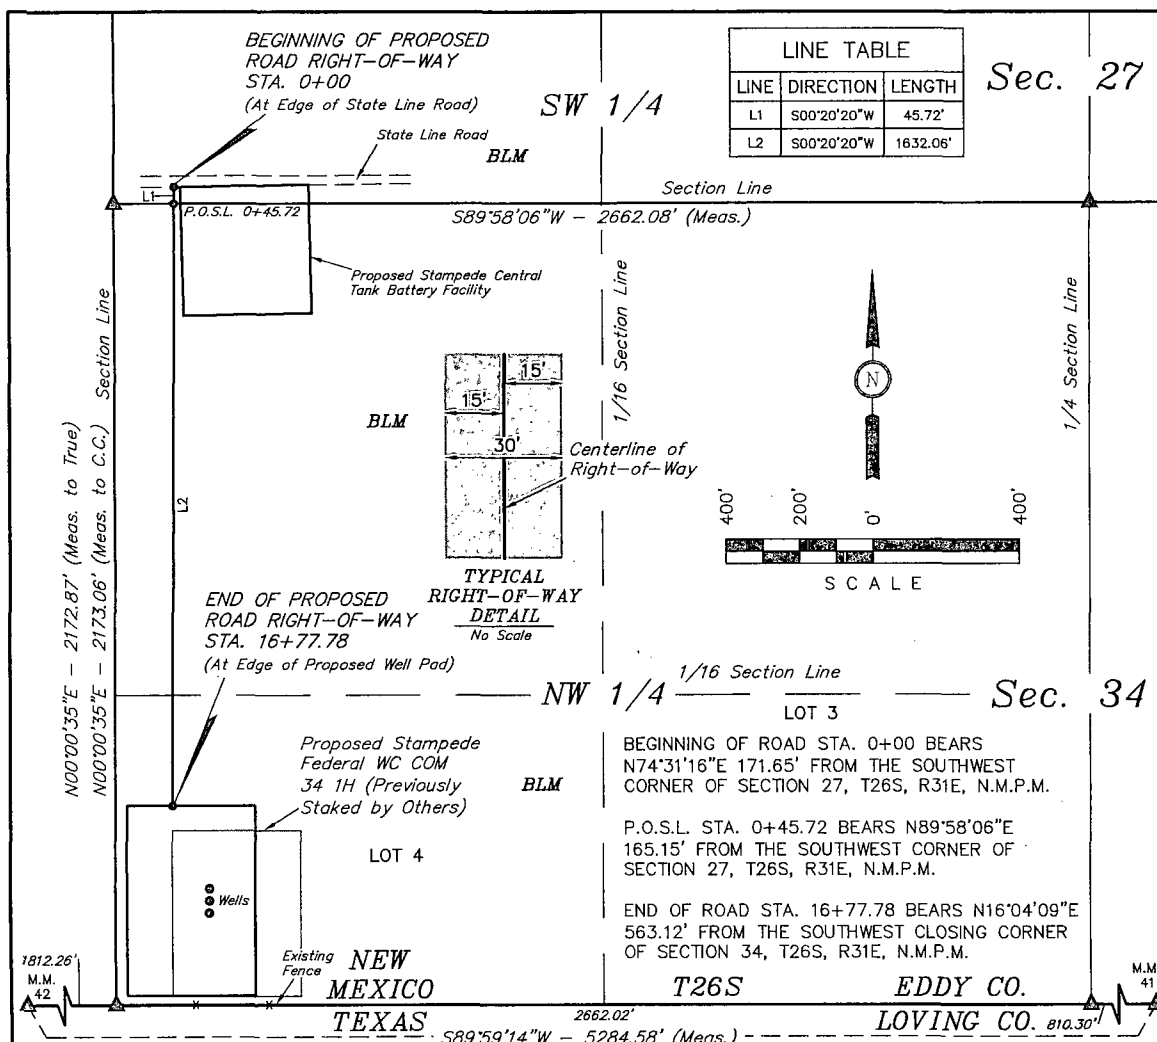 BEGINNING OF PROPOSED
ROAD RIGHT-OF-WAY
STA. 0+00
(At Edge of State Line Road)
State Line Road
SW 1/4
BLM
LINE TABLE
LINE DIRECTION LENGTH
L1 S00°20'20"W 45.72'
L2 S00°20'20"W 1632.06'
Sec. 27
L1
P.O.S.L. 0+45.72
Section Line
S89°58'06"W - 2662.08' (Meas.)
Proposed Stampede Central
Tank Battery Facility
N00°00'35"E - 2172.87' (Meas. to True)
N00°00'35"E - 2173.06' (Meas. to C.C.)
Section Line
L2
BLM
15'
15'
30'
Centerline of
Right-of-Way
TYPICAL
RIGHT-OF-WAY
DETAIL
No Scale
1/16 Section Line
1/4 Section Line
N
400'
200'
0'
400'
SCALE
END OF PROPOSED
ROAD RIGHT-OF-WAY
STA. 16+77.78
(At Edge of Proposed Well Pad)
1/16 Section Line
NW 1/4
Sec. 34
LOT 3
Proposed Stampede
Federal WC COM
34 1H (Previously
Staked by Others)
BLM
LOT 4
Wells
BEGINNING OF ROAD STA. 0+00 BEARS
N74°31'16"E 171.65' FROM THE SOUTHWEST
CORNER OF SECTION 27, T26S, R31E, N.M.P.M.
P.O.S.L. STA. 0+45.72 BEARS N89°58'06"E
165.15' FROM THE SOUTHWEST CORNER OF
SECTION 27, T26S, R31E, N.M.P.M.
END OF ROAD STA. 16+77.78 BEARS N16°04'09"E
563.12' FROM THE SOUTHWEST CLOSING CORNER
OF SECTION 34, T26S, R31E, N.M.P.M.
1812.26'
M.M.
42
Existing
Fence
NEW
MEXICO
T26S
EDDY CO.
M.M.
41
TEXAS
2662.02'
LOVING CO.
810.30'
S89°59'14"W - 5284.58' (Meas.)